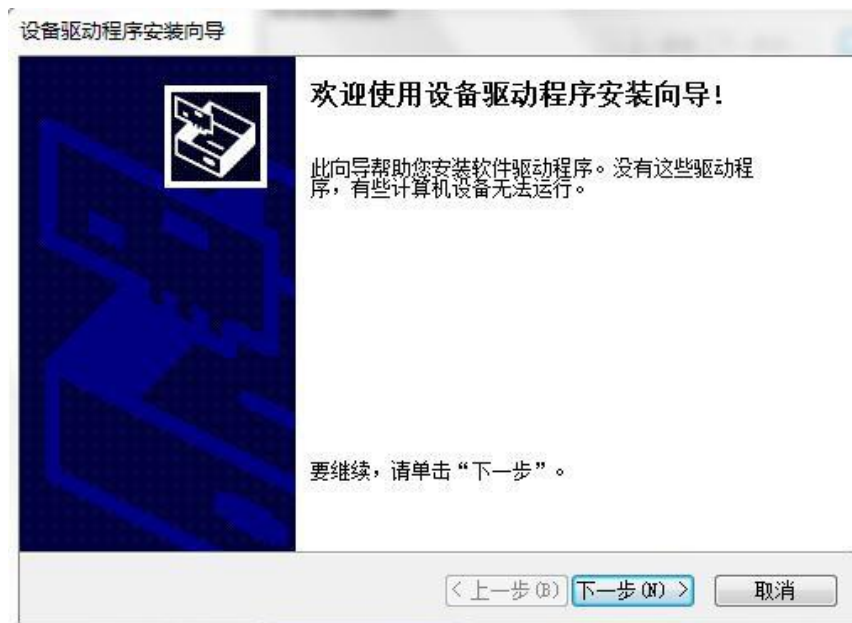 设备驱动程序安装向导
欢迎使用设备驱动程序安装向导!
此向导帮助您安装软件驱动程序。没有这些驱动程
序，有些计算机设备无法运行。
要继续，请单击“下一步”。
< 上一步(B) 下一步(N) > 取消